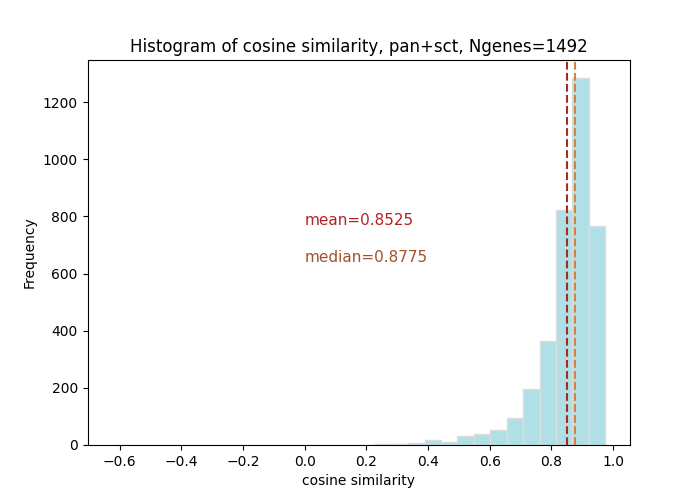 Histogram of cosine similarity, pan+sct, Ngenes=1492
Frequency
1200
1000
800
600
400
200
0
mean=0.8525
median=0.8775
−0.6 −0.4 −0.2 0.0 0.2 0.4 0.6 0.8 1.0
cosine similarity